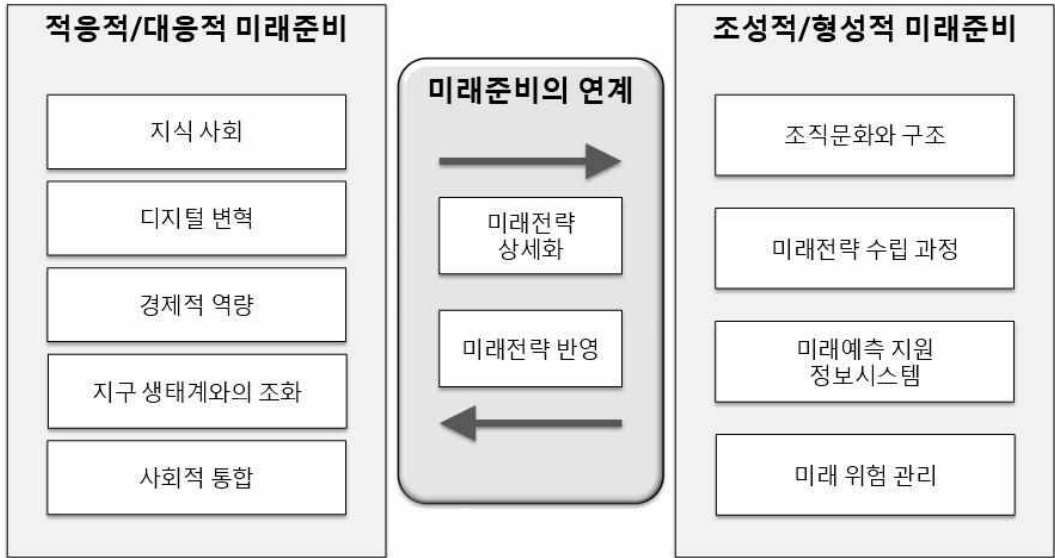 적응적/대응적 미래준비
지식 사회
디지털 변혁
경제적 역량
지구 생태계와의 조화
사회적 통합
미래준비의 연계
미래전략
상세화
미래전략 반영
조성적/형성적 미래준비
조직문화와 구조
미래전략 수립 과정
미래예측 지원
정보시스템
미래 위험 관리